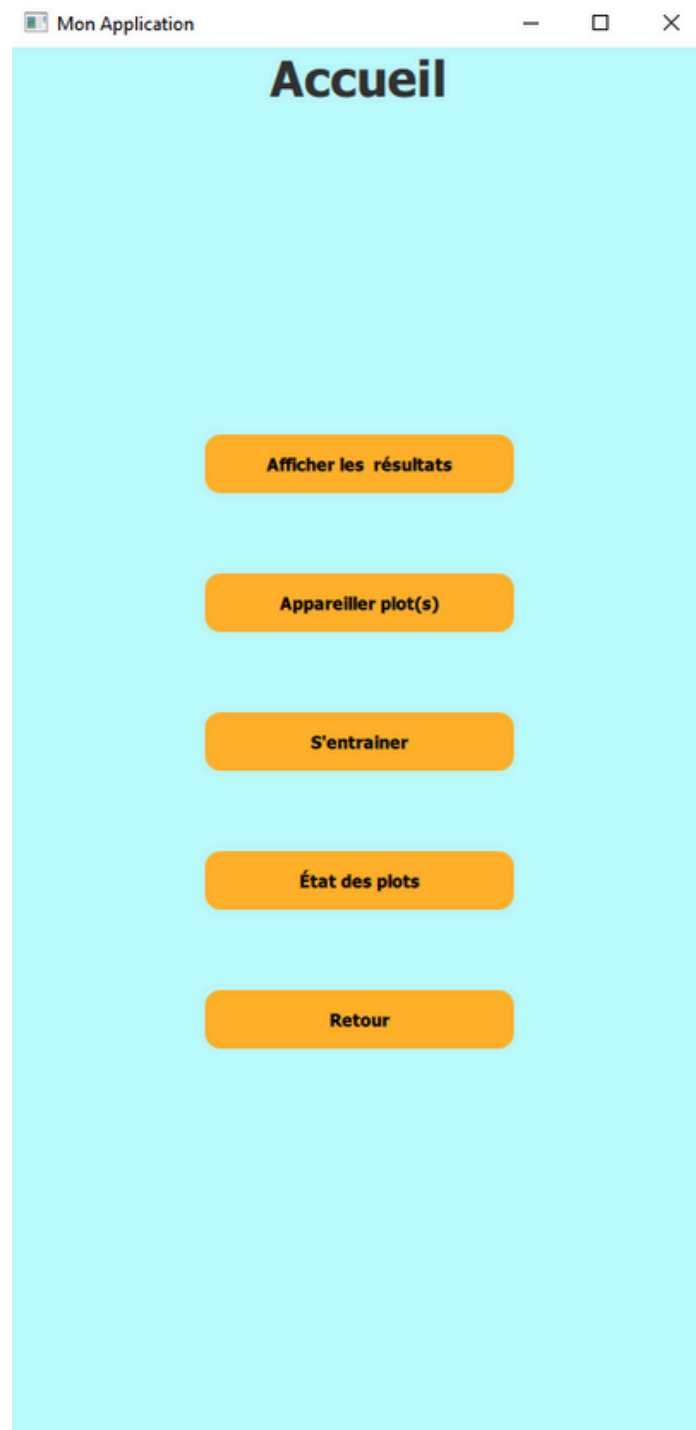 Mon Application
Accueil
Afficher les  résultats
Appareiller plot(s)
S'entrainer
État des plots
Retour